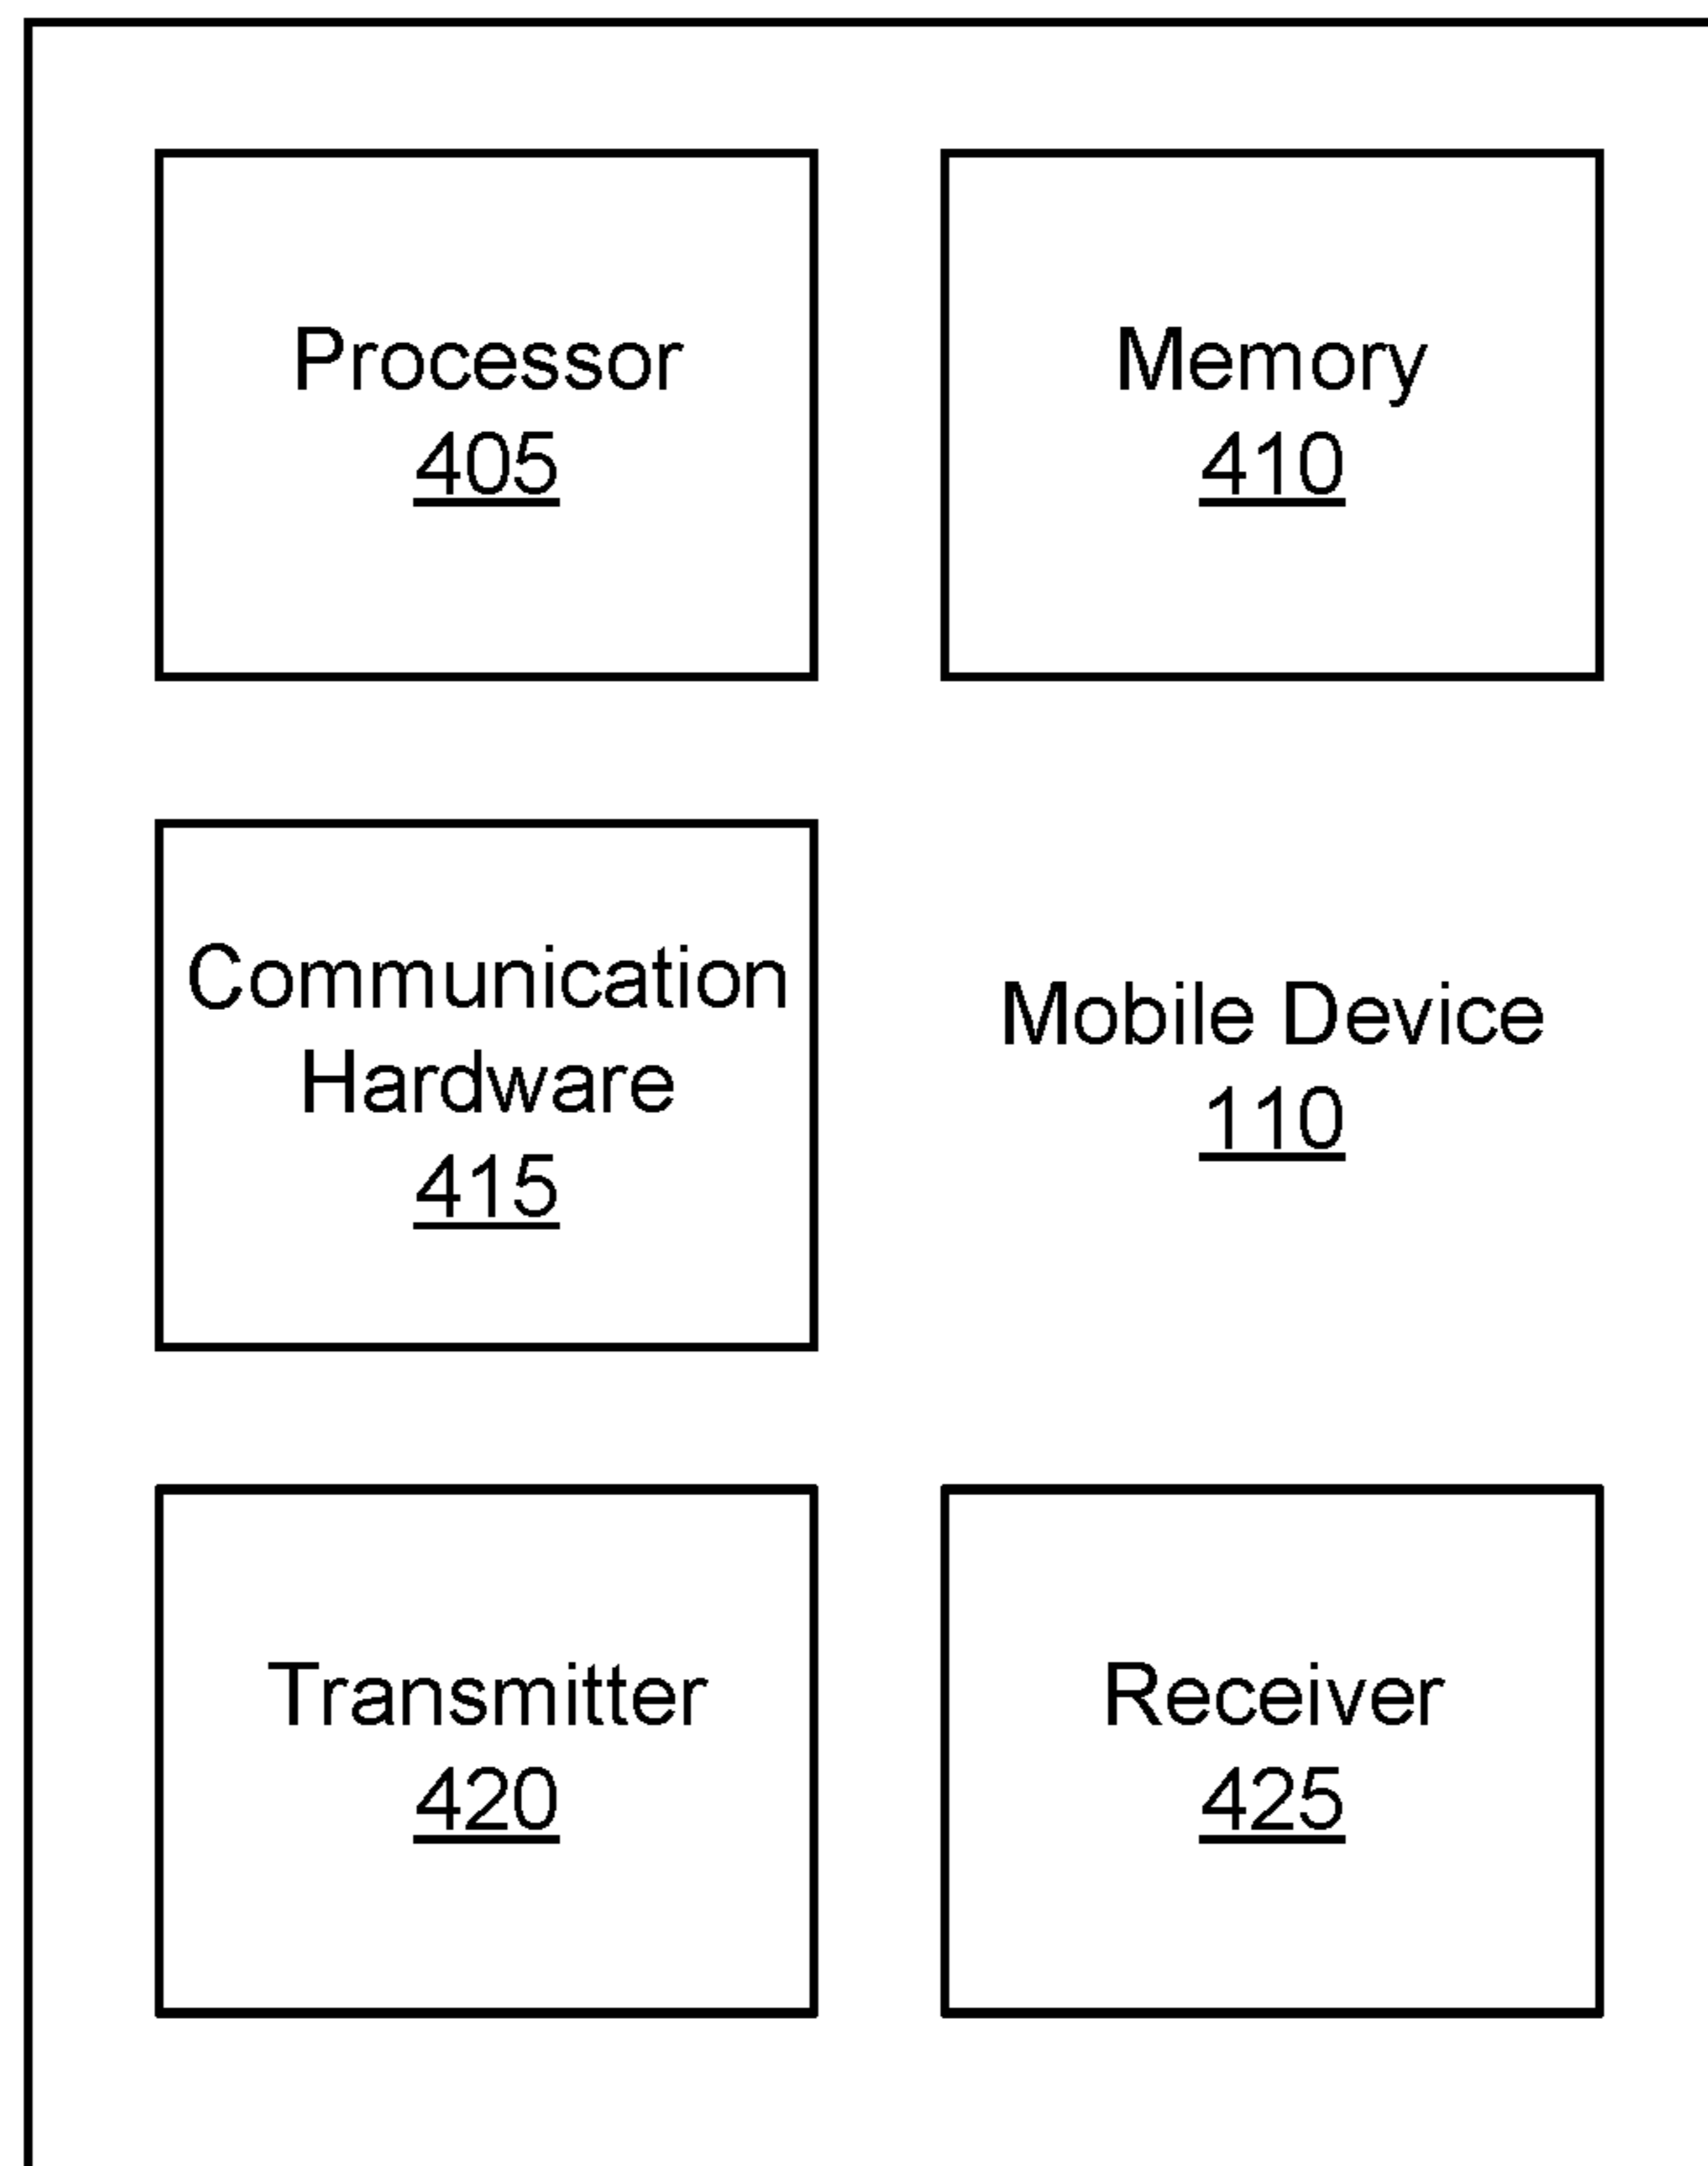 Processor
405
Memory
410
Communication
Hardware
415
Mobile Device
110
Transmitter
420
Receiver
425